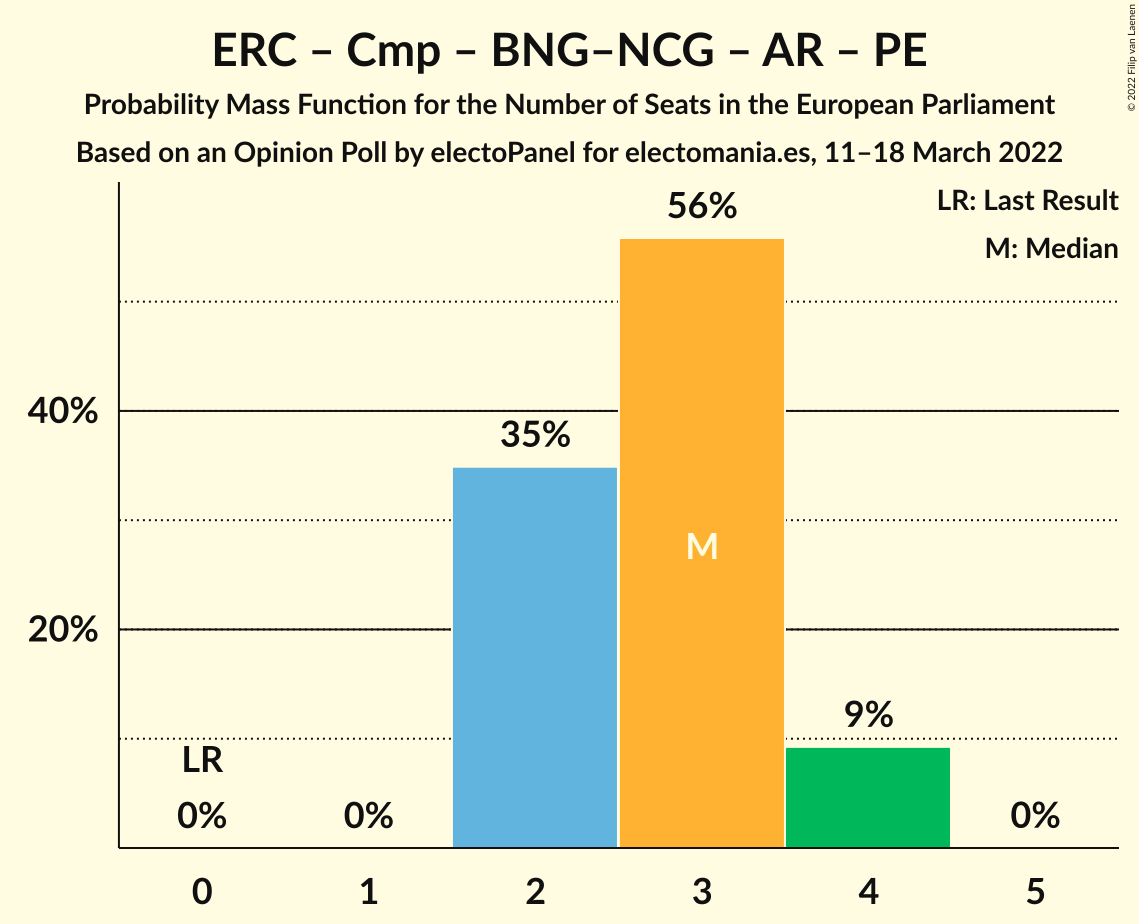 ERC – Cmp – BNG–NCG – AR – PE
Probability Mass Function for the Number of Seats in the European Parliament
Based on an Opinion Poll by electoPanel for electomania.es, 11–18 March 2022
© 2022 Filip van Laenen
LR: Last Result
M: Median
56%
40%
35%
M
20%
9%
LR
0%
0%
0%
0
1
2
3
4
5